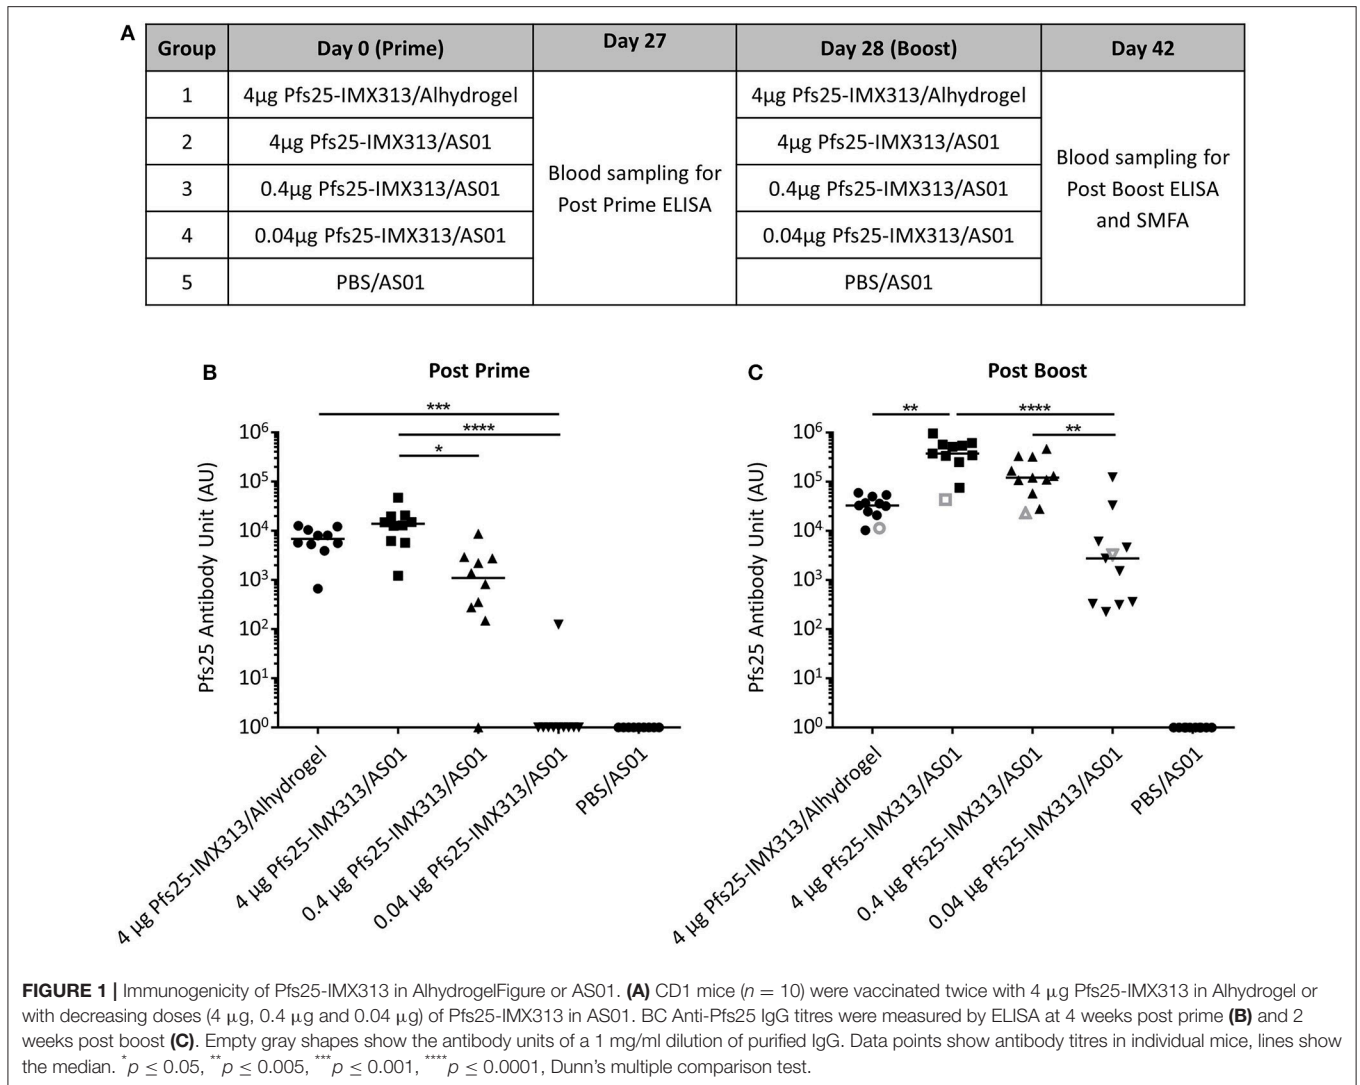 A
Group Day 0 (Prime) Day 27 Day 28 (Boost) Day 42
1 4µg Pfs25-IMX313/Alhydrogel 4µg Pfs25-IMX313/Alhydrogel
2 4µg Pfs25-IMX313/AS01 4µg Pfs25-IMX313/AS01
3 0.4µg Pfs25-IMX313/AS01 0.4µg Pfs25-IMX313/AS01
4 0.04µg Pfs25-IMX313/AS01 0.04µg Pfs25-IMX313/AS01
5 PBS/AS01 PBS/AS01
Blood sampling for
Post Prime ELISA
Blood sampling for
Post Boost ELISA
and SMFA
B
Post Prime
***
****
*
Pfs25 Antibody Unit (AU)
10⁶
10⁵
10⁴
10³
10²
10¹
10⁰
4 µg Pfs25-IMX313/Alhydrogel
4 µg Pfs25-IMX313/AS01
0.4 µg Pfs25-IMX313/AS01
0.04 µg Pfs25-IMX313/AS01
PBS/AS01
C
Post Boost
**
****
**
Pfs25 Antibody Unit (AU)
10⁶
10⁵
10⁴
10³
10²
10¹
10⁰
4 µg Pfs25-IMX313/Alhydrogel
4 µg Pfs25-IMX313/AS01
0.4 µg Pfs25-IMX313/AS01
0.04 µg Pfs25-IMX313/AS01
PBS/AS01
FIGURE 1 | Immunogenicity of Pfs25-IMX313 in AlhydrogelFigure or AS01. (A) CD1 mice (n = 10) were vaccinated twice with 4 µg Pfs25-IMX313 in Alhydrogel or
with decreasing doses (4 µg, 0.4 µg and 0.04 µg) of Pfs25-IMX313 in AS01. BC Anti-Pfs25 IgG titres were measured by ELISA at 4 weeks post prime (B) and 2
weeks post boost (C). Empty gray shapes show the antibody units of a 1 mg/ml dilution of purified IgG. Data points show antibody titres in individual mice, lines show
the median. *p ≤ 0.05, **p ≤ 0.005, ***p ≤ 0.001, ****p ≤ 0.0001, Dunn's multiple comparison test.